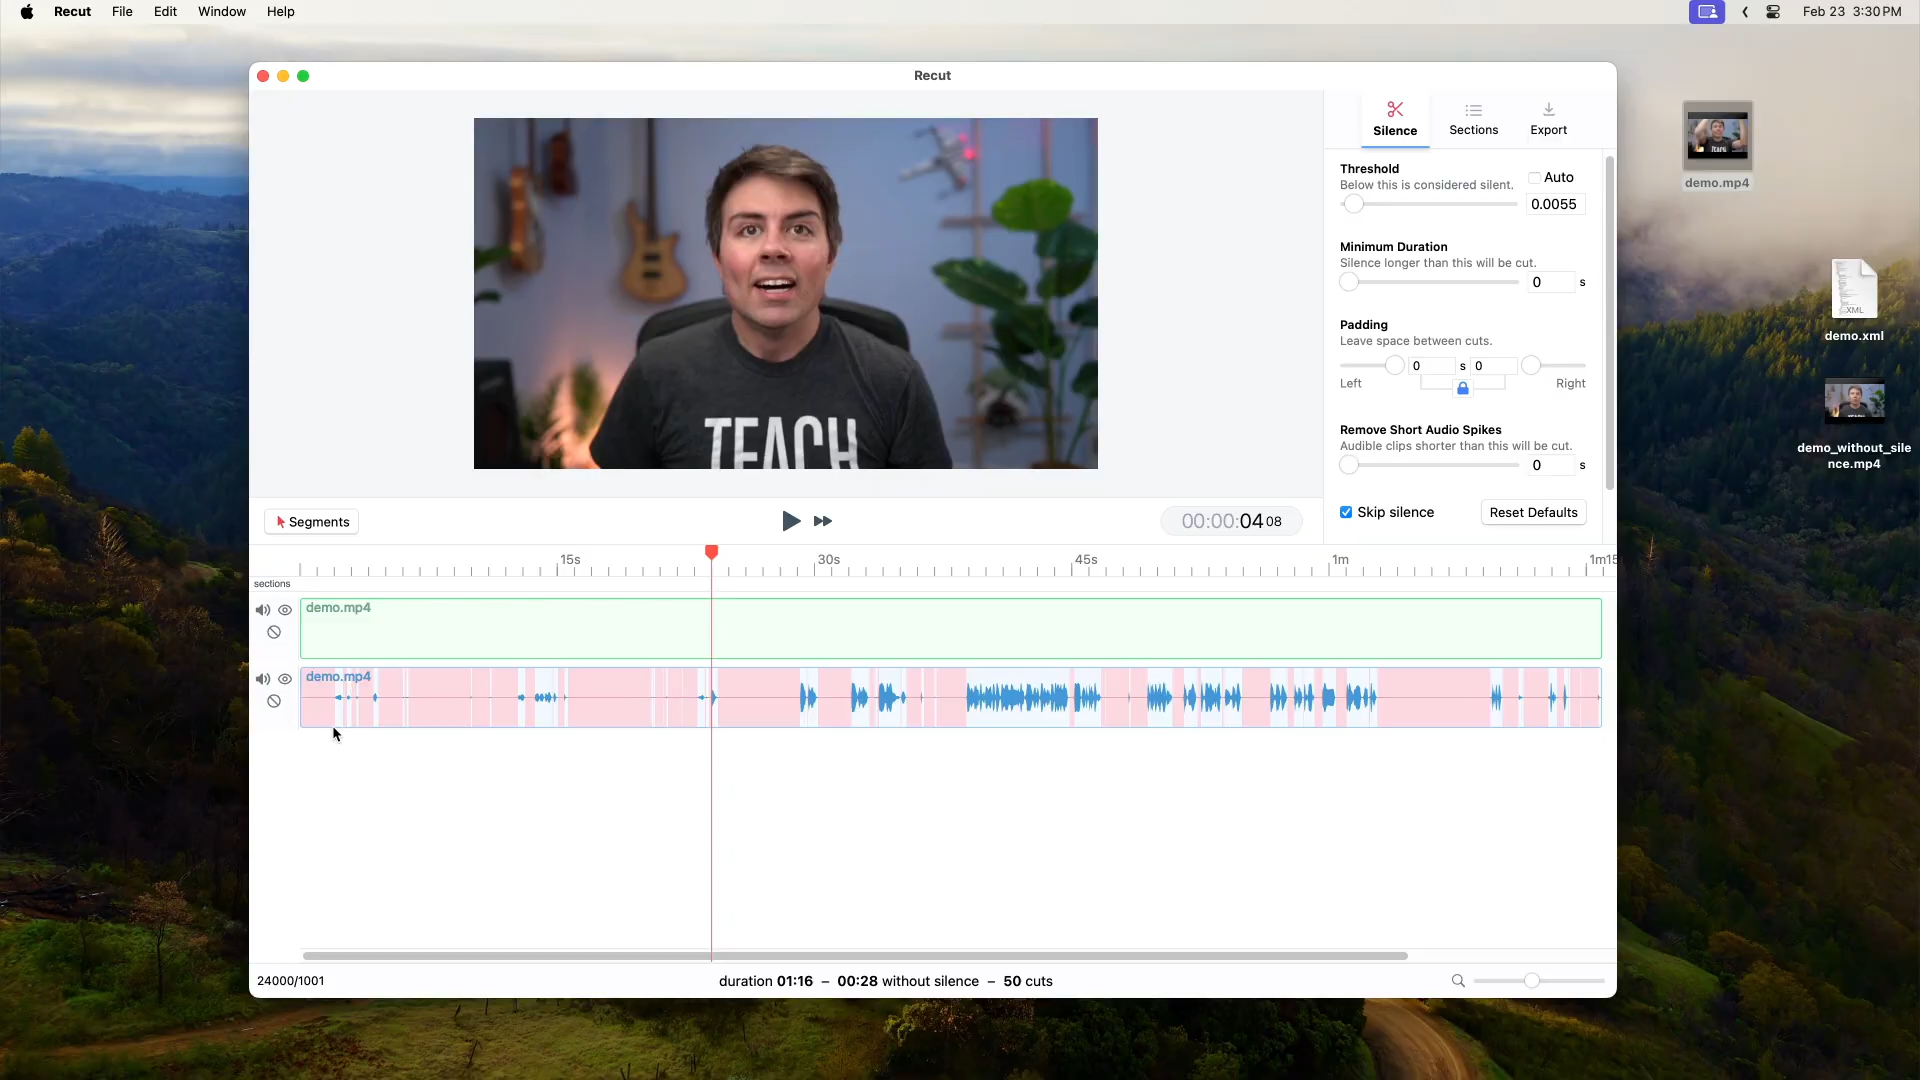 Recut File Edit Window Help
Feb 23 3:30 PM
Recut
Silence Sections Export
Threshold
Below this is considered silent.
Auto
0.0055
Minimum Duration
Silence longer than this will be cut.
0 s
Padding
Leave space between cuts.
0 s 0
Left Right
Remove Short Audio Spikes
Audible clips shorter than this will be cut.
0 s
Skip silence
Reset Defaults
TEACH
Segments
00:00:04 08
15s 30s 45s 1m 1m15
sections
demo.mp4
demo.mp4
24000/1001
duration 01:16 – 00:28 without silence – 50 cuts
TEACH
demo.mp4
XML
demo.xml
demo_without_sile
nce.mp4